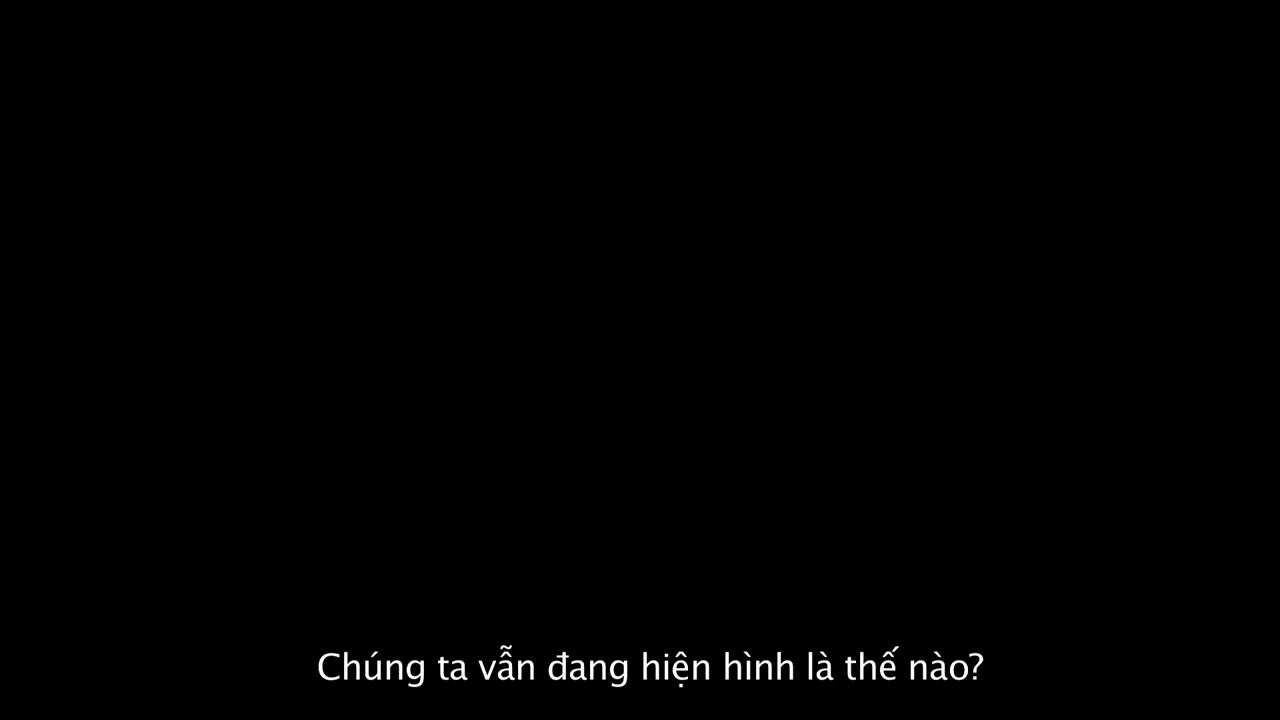 Chúng ta vẫn đang hiện hình là thế nào?